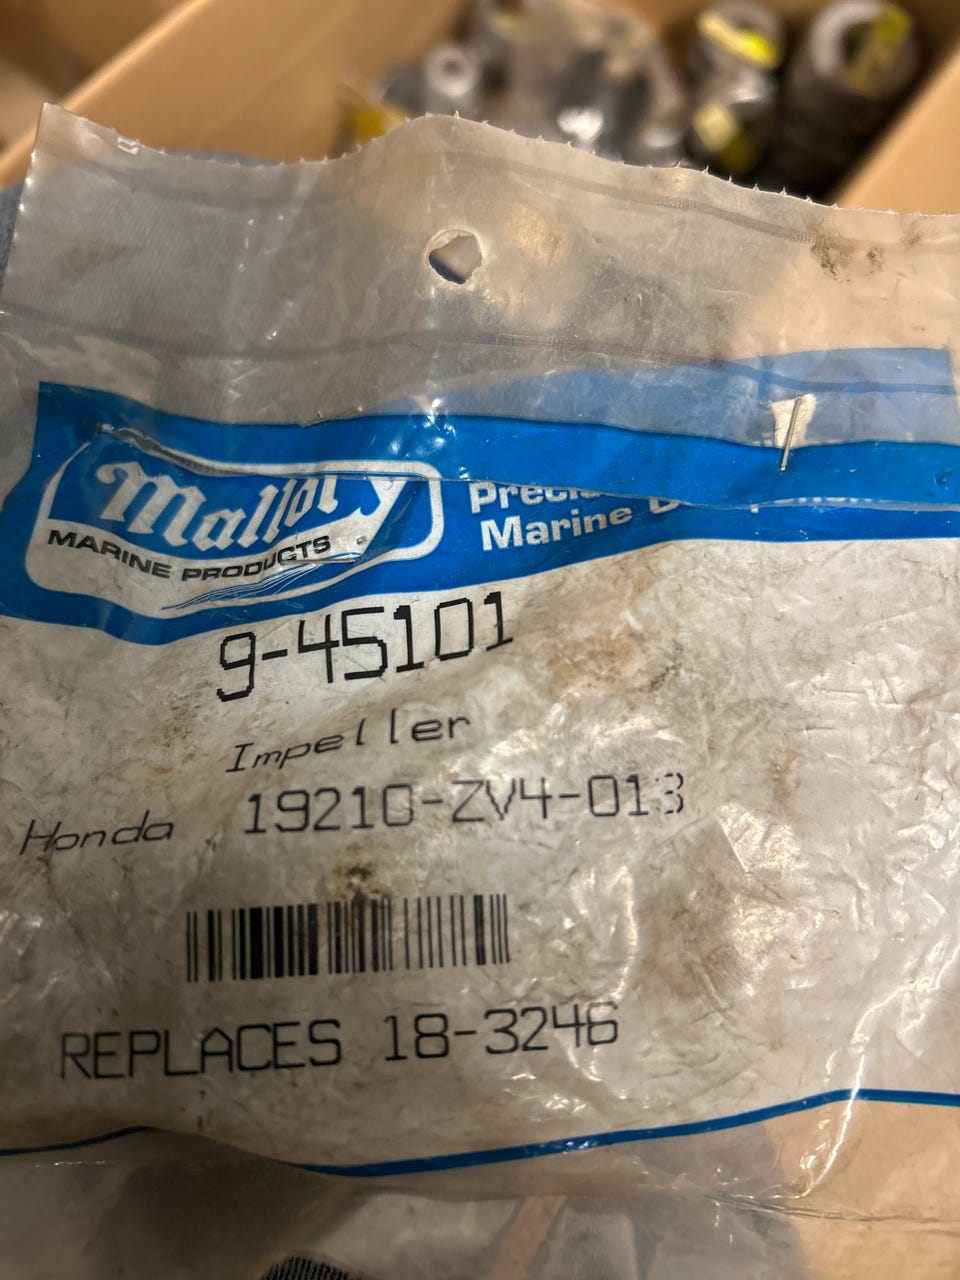 Mallory
MARINE PRODUCTS
Marine
9-45101
Impeller
Honda 19210-ZV4-013
REPLACES 18-3246